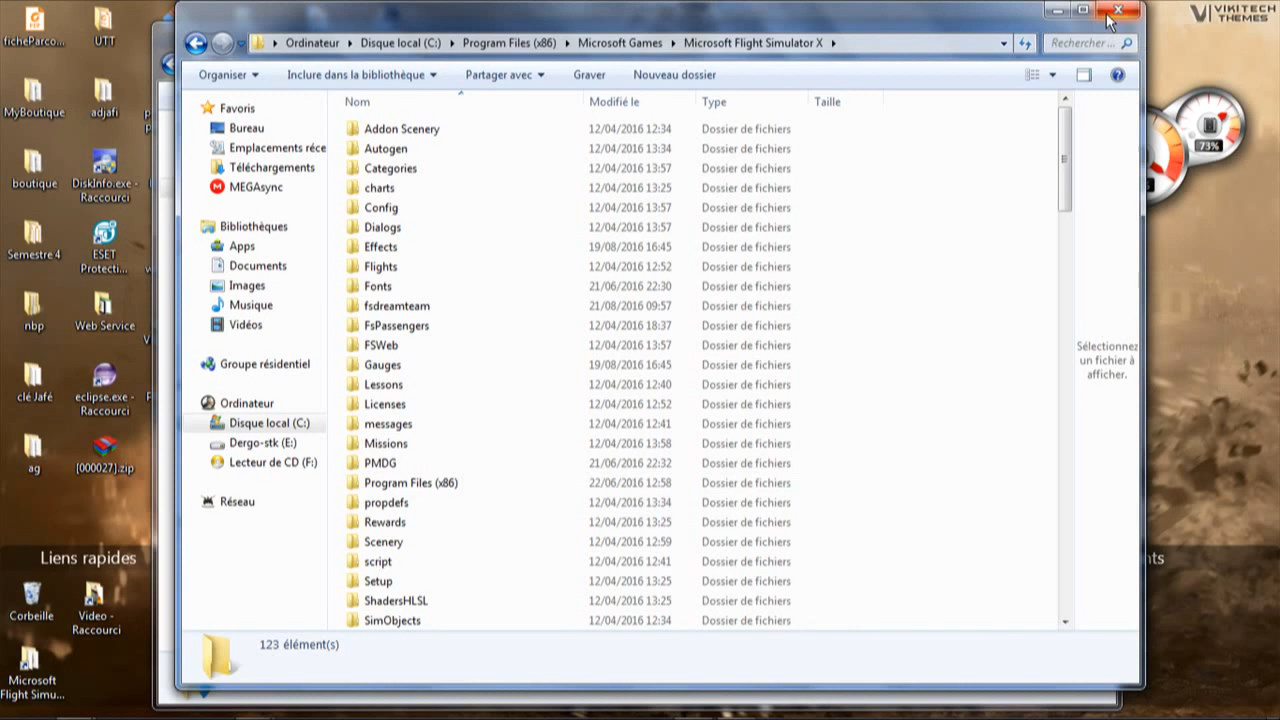 VIKITECH
THEMES
ficheParco...
UTT
MyBoutique
adjafi
boutique
DiskInfo.exe -
Raccourci
Semestre 4
ESET
Protecti...
nbp
Web Service
clé Jafé
eclipse.exe -
Raccourci
ag
[000027].zip
Liens rapides
Corbeille
Video -
Raccourci
Microsoft
Flight Simu...
Ordinateur
Disque local (C:)
Program Files (x86)
Microsoft Games
Microsoft Flight Simulator X
Rechercher...
Organiser
Inclure dans la bibliothèque
Partager avec
Graver
Nouveau dossier
Favoris
Bureau
Emplacements réce
Téléchargements
MEGAsync
Bibliothèques
Apps
Documents
Images
Musique
Vidéos
Groupe résidentiel
Ordinateur
Disque local (C:)
Dergo-stk (E:)
Lecteur de CD (F:)
Réseau
Nom Modifié le Type Taille
Addon Scenery 12/04/2016 12:34 Dossier de fichiers
Autogen 12/04/2016 13:34 Dossier de fichiers
Categories 12/04/2016 13:57 Dossier de fichiers
charts 12/04/2016 13:25 Dossier de fichiers
Config 12/04/2016 13:57 Dossier de fichiers
Dialogs 12/04/2016 13:57 Dossier de fichiers
Effects 19/08/2016 16:45 Dossier de fichiers
Flights 12/04/2016 12:52 Dossier de fichiers
Fonts 21/06/2016 22:30 Dossier de fichiers
fsdreamteam 21/08/2016 09:57 Dossier de fichiers
FsPassengers 12/04/2016 18:37 Dossier de fichiers
FSWeb 12/04/2016 13:57 Dossier de fichiers
Gauges 19/08/2016 16:45 Dossier de fichiers
Lessons 12/04/2016 12:40 Dossier de fichiers
Licenses 12/04/2016 12:52 Dossier de fichiers
messages 12/04/2016 12:41 Dossier de fichiers
Missions 12/04/2016 13:58 Dossier de fichiers
PMDG 21/06/2016 22:32 Dossier de fichiers
Program Files (x86) 22/06/2016 12:58 Dossier de fichiers
propdefs 12/04/2016 13:34 Dossier de fichiers
Rewards 12/04/2016 13:25 Dossier de fichiers
Scenery 12/04/2016 12:59 Dossier de fichiers
script 12/04/2016 12:41 Dossier de fichiers
Setup 12/04/2016 13:25 Dossier de fichiers
ShadersHLSL 12/04/2016 13:25 Dossier de fichiers
SimObjects 12/04/2016 12:34 Dossier de fichiers
Sélectionnez
un fichier à
afficher.
123 élément(s)
73%
nts